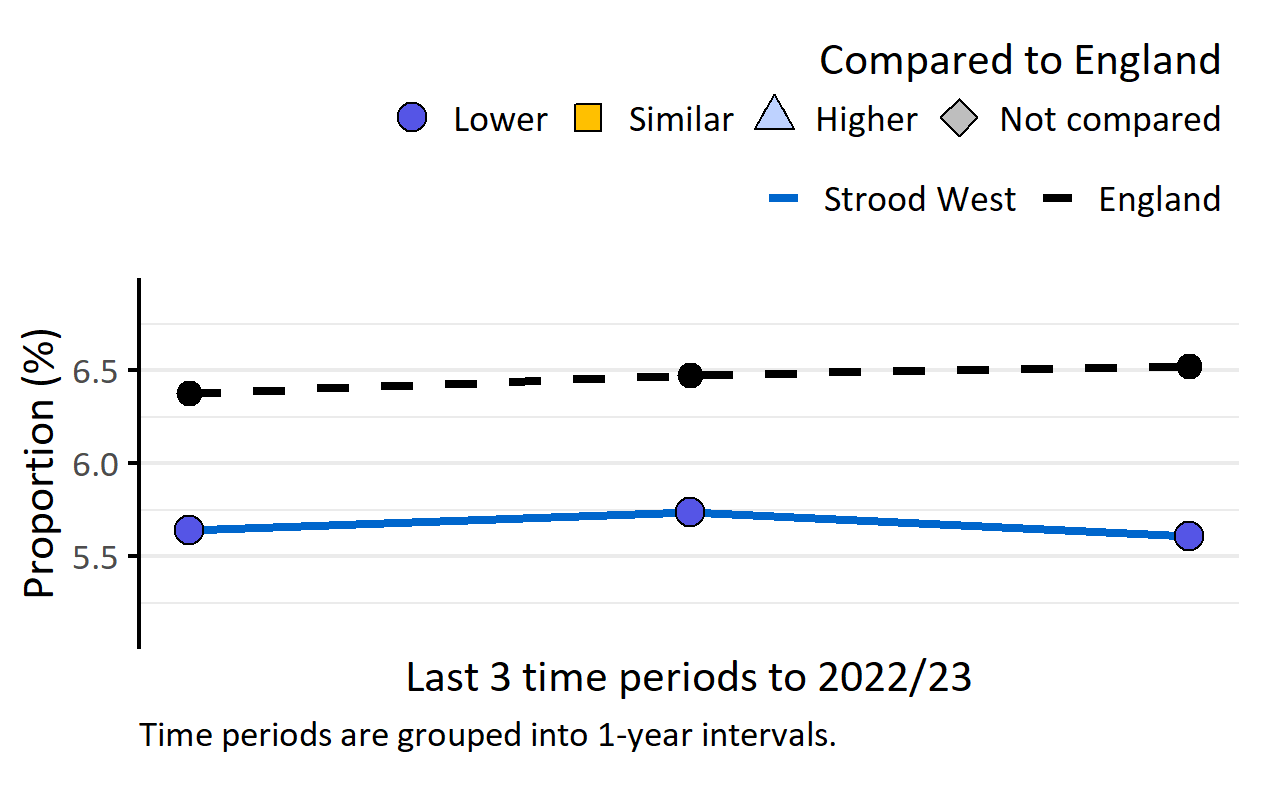 Compared to England
Lower Similar Higher Not compared
Strood West England
Proportion (%)
6.5
6.0
5.5
Last 3 time periods to 2022/23
Time periods are grouped into 1-year intervals.